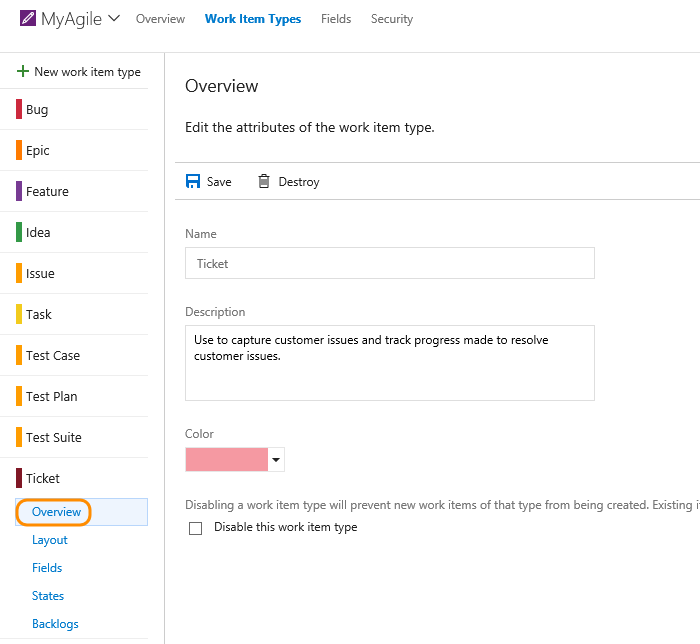 MyAgile Overview Work Item Types Fields Security
New work item type
Bug
Epic
Feature
Idea
Issue
Task
Test Case
Test Plan
Test Suite
Ticket
Overview
Layout
Fields
States
Backlogs
Overview
Edit the attributes of the work item type.
Save Destroy
Name
Ticket
Description
Use to capture customer issues and track progress made to resolve
customer issues.
Color
Disabling a work item type will prevent new work items of that type from being created. Existing i
Disable this work item type